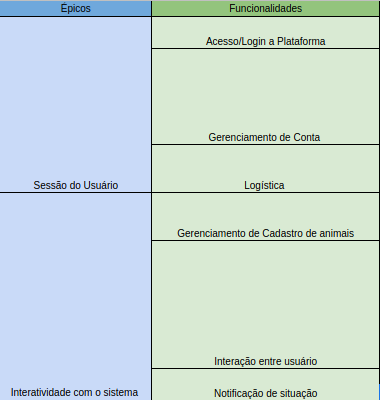 Épicos Funcionalidades
Acesso/Login a Plataforma
Gerenciamento de Conta
Sessão do Usuário Logística
Gerenciamento de Cadastro de animais
Interação entre usuário
Interatividade com o sistema Notificação de situação